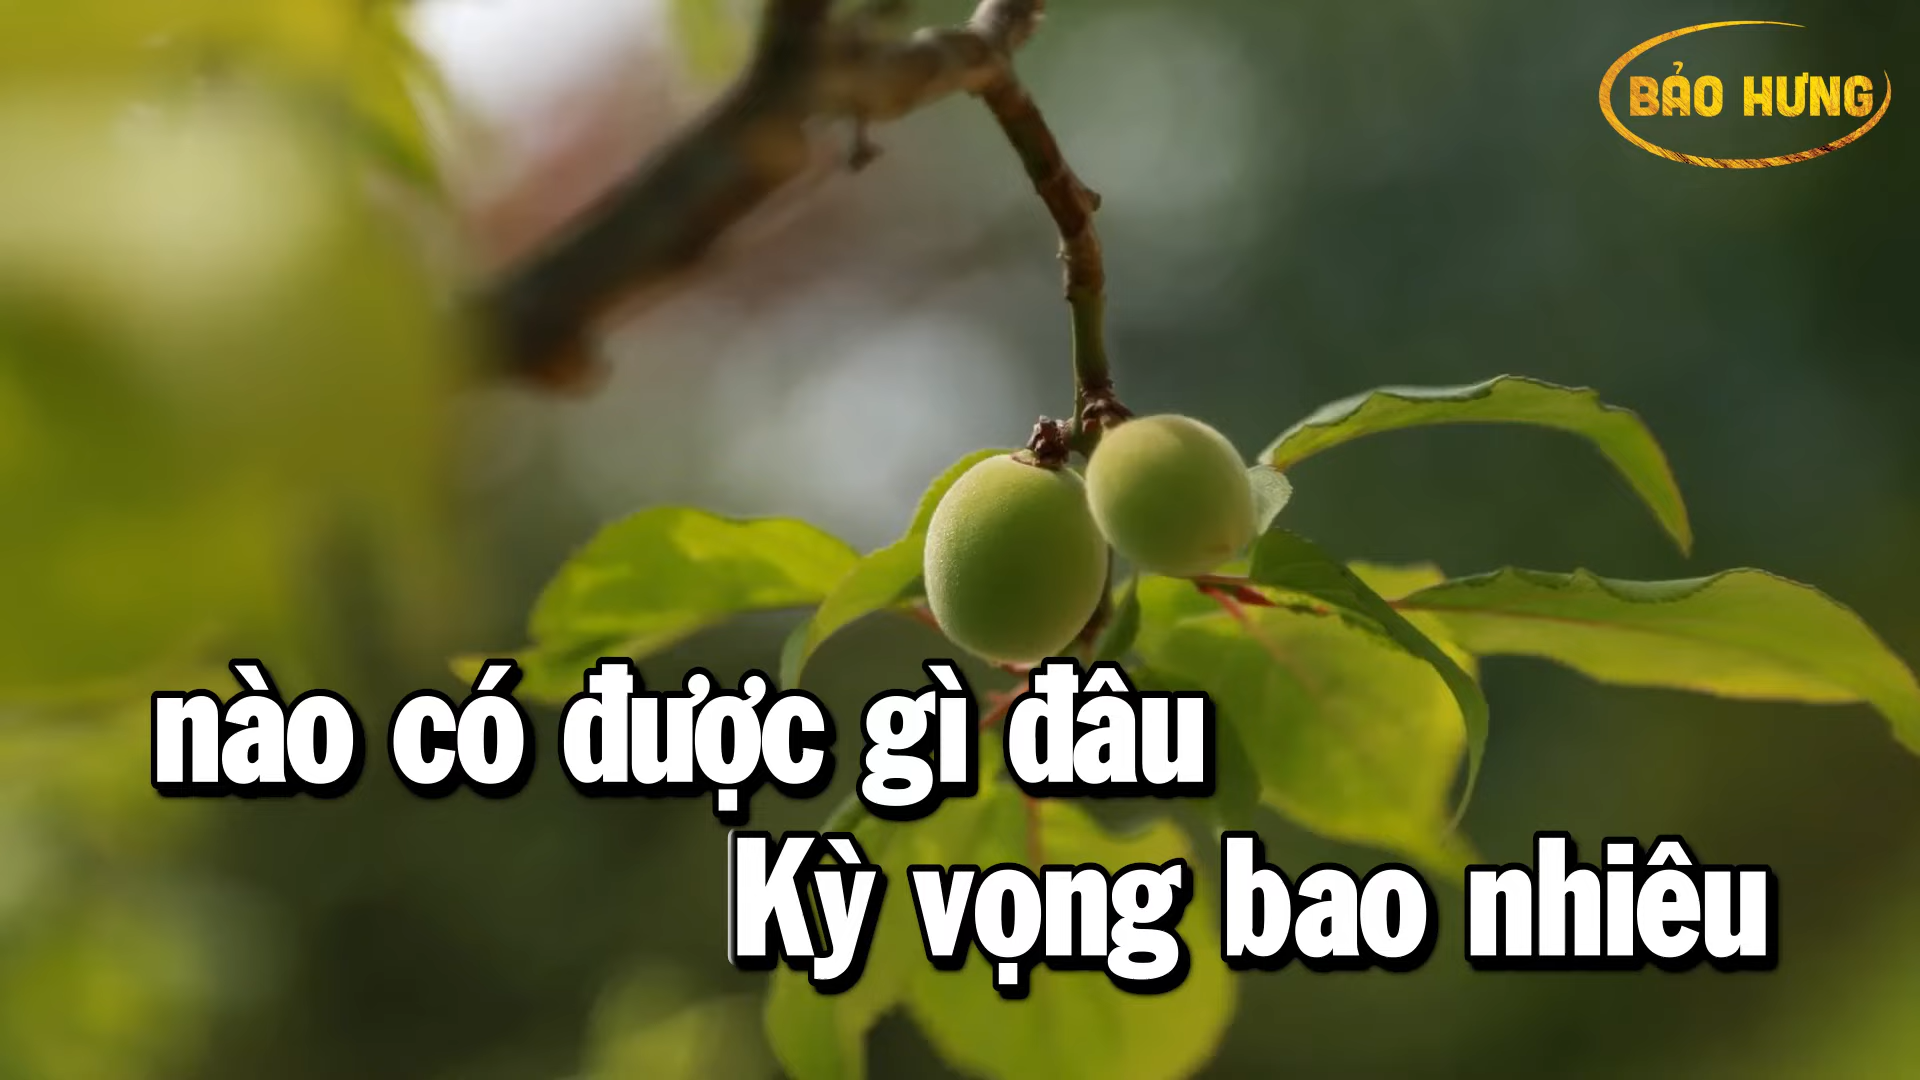 BẢO HƯNG
nào có được gì đâu
Kỳ vọng bao nhiêu